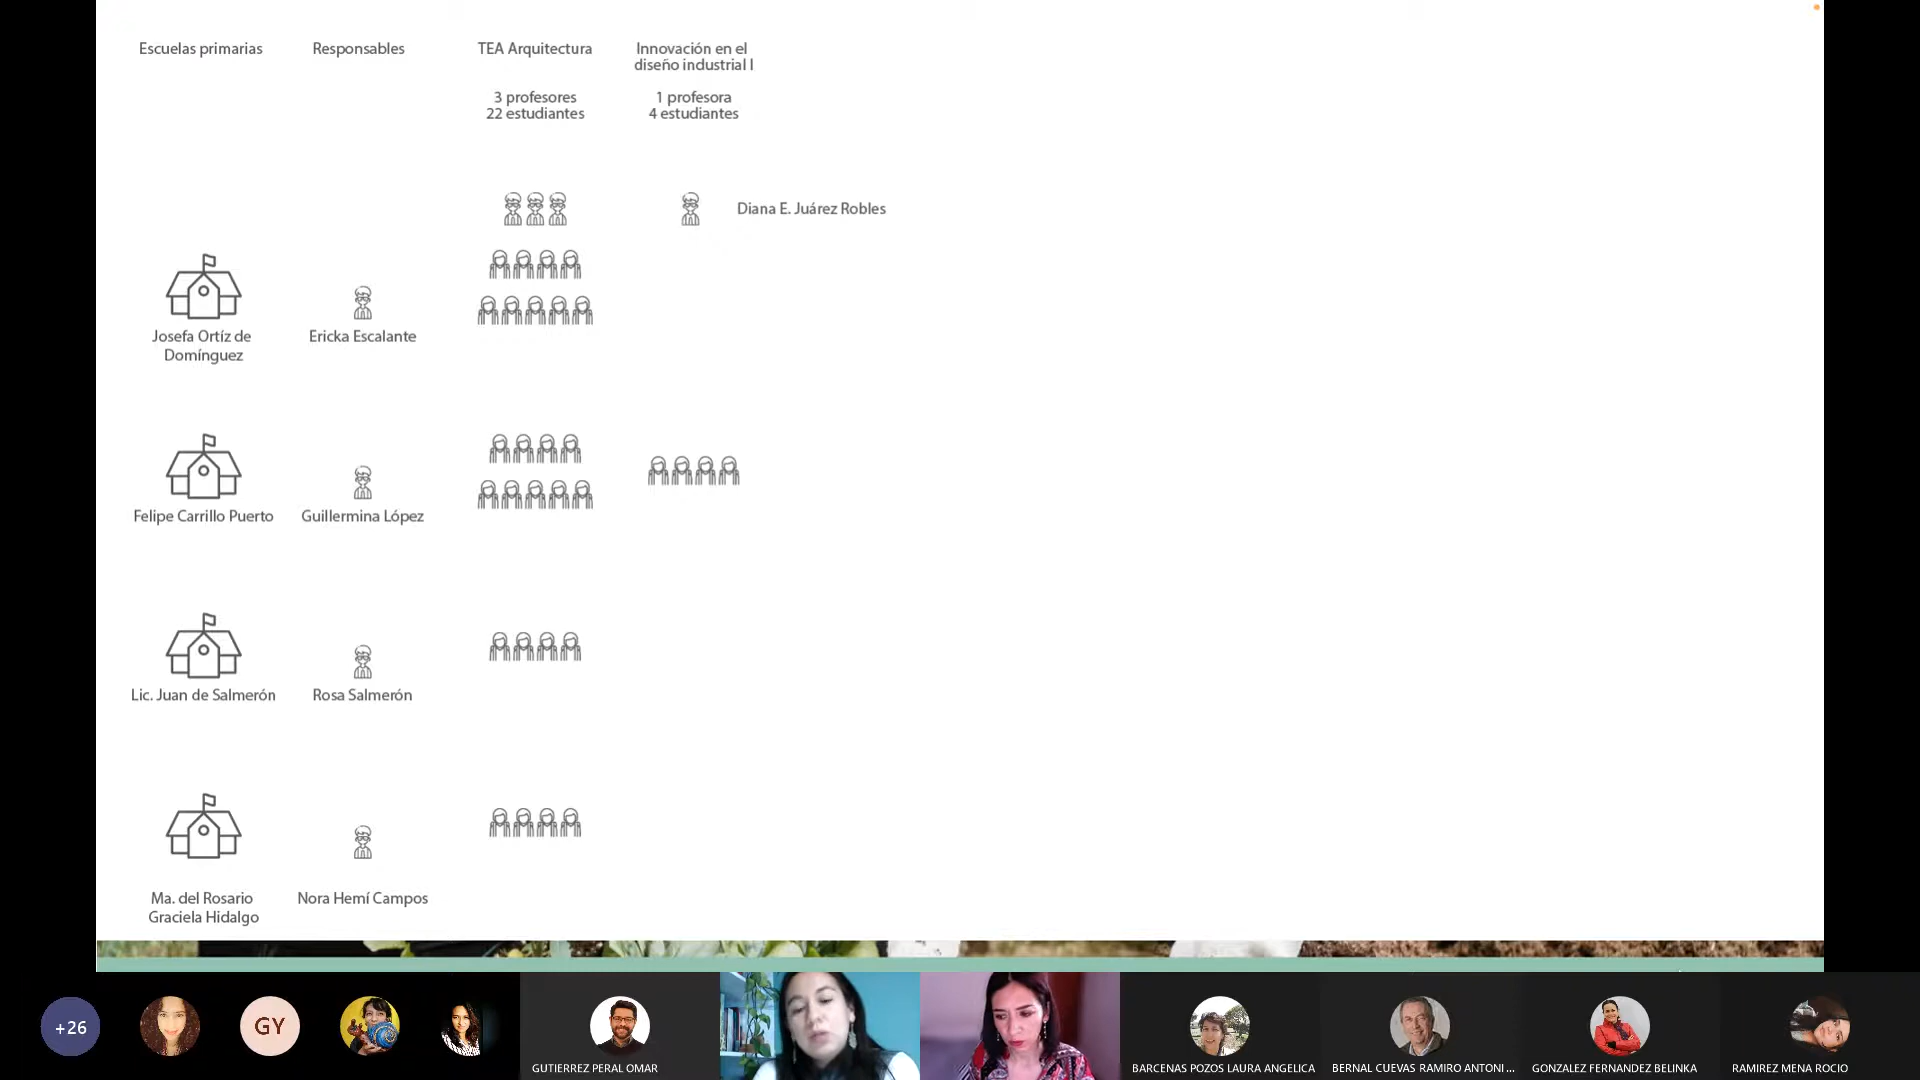 Escuelas primarias
Responsables
TEA Arquitectura
Innovación en el
diseño industrial I
3 profesores
22 estudiantes
1 profesora
4 estudiantes
Diana E. Juárez Robles
Josefa Ortíz de
Domínguez
Ericka Escalante
Felipe Carrillo Puerto
Guillermina López
Lic. Juan de Salmerón
Rosa Salmerón
Ma. del Rosario
Graciela Hidalgo
Nora Hemí Campos
+26
GY
GUTIERREZ PERAL OMAR
BARCENAS POZOS LAURA ANGELICA
BERNAL CUEVAS RAMIRO ANTONI ...
GONZALEZ FERNANDEZ BELINKA
RAMIREZ MENA ROCIO